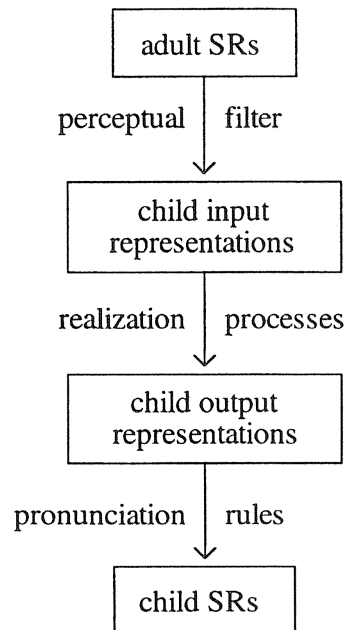 adult SRs
perceptual filter
child input
representations
realization processes
child output
representations
pronunciation rules
child SRs